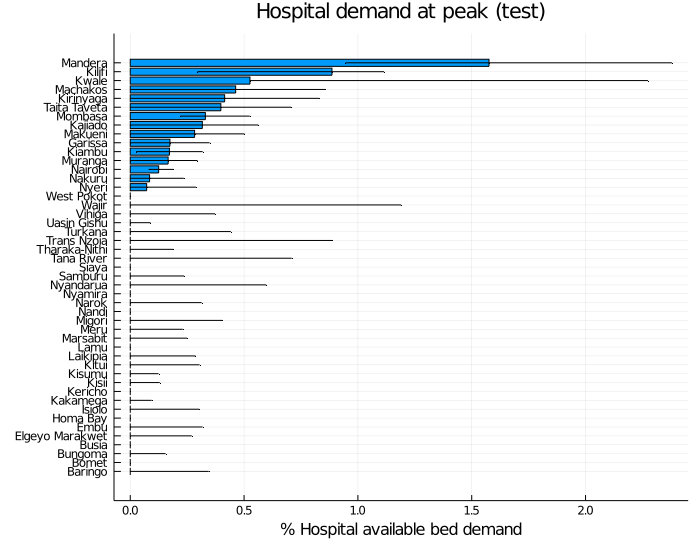 Hospital demand at peak (test)
Mandera
Kilifi
Kwale
Machakos
Kirinyaga
Taita Taveta
Mombasa
Kajiado
Makueni
Garissa
Kiambu
Muranga
Nairobi
Nakuru
Nyeri
West Pokot
Wajir
Vihiga
Uasin Gishu
Turkana
Trans Nzoia
Tharaka-Nithi
Tana River
Siaya
Samburu
Nyandarua
Nyamira
Narok
Nandi
Migori
Meru
Marsabit
Lamu
Laikipia
Kitui
Kisumu
Kisii
Kericho
Kakamega
Isiolo
Homa Bay
Embu
Elgeyo Marakwet
Busia
Bungoma
Bomet
Baringo
0.0 0.5 1.0 1.5 2.0
% Hospital available bed demand